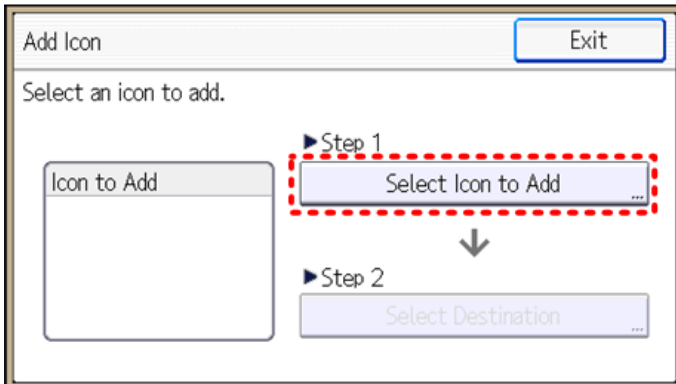 Add Icon
Exit
Select an icon to add.
▶Step 1
Icon to Add
Select Icon to Add
...
▶Step 2
Select Destination
...